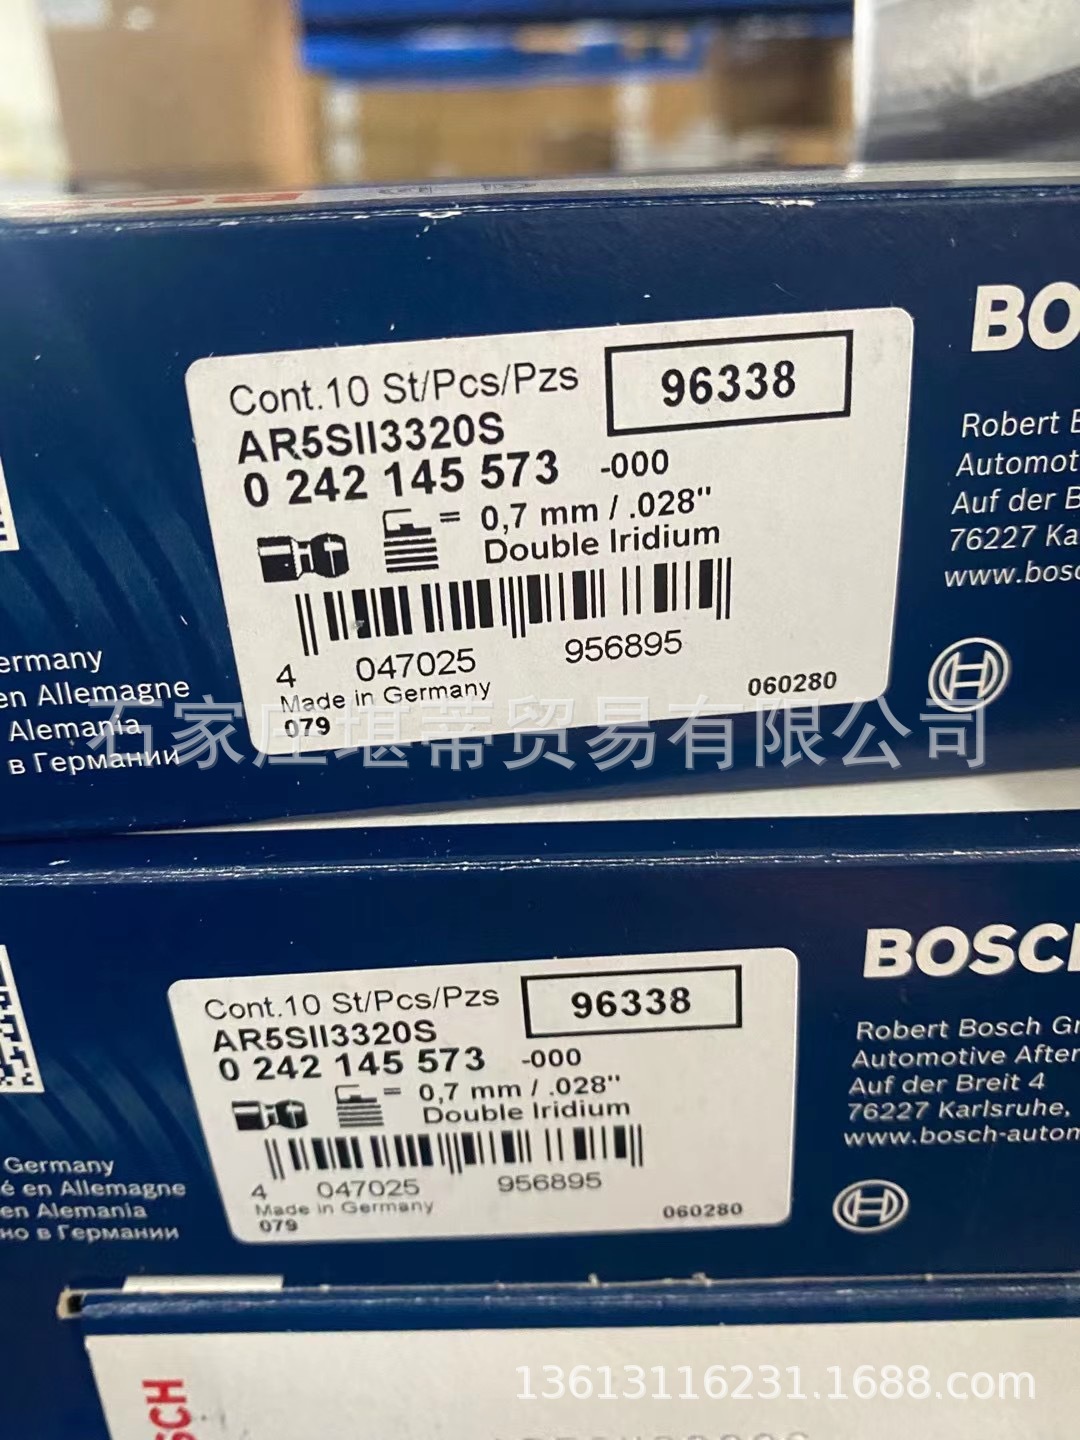 BO
Cont.10 St/Pcs/Pzs
96338
AR5SII3320S
0 242 145 573 -000
= 0,7 mm / .028"
Double Iridium
4 047025 956895
Made in Germany
060280
079
Robert
Automot
Auf der
76227 Ka
www.bosc
ermany
en Allemagne
Alemania
в Германии
石家庄堪蒂贸易有限公司
BOSCH
Cont.10 St/Pcs/Pzs
96338
AR5SII3320S
0 242 145 573 -000
= 0,7 mm / .028"
Double Iridium
4 047025 956895
Made in Germany
060280
079
Robert Bosch G
Automotive After
Auf der Breit 4
76227 Karlsruhe,
www.bosch-autom
Germany
é en Allemagne
en Alemania
но в Германии
SCH
13613116231.1688.com